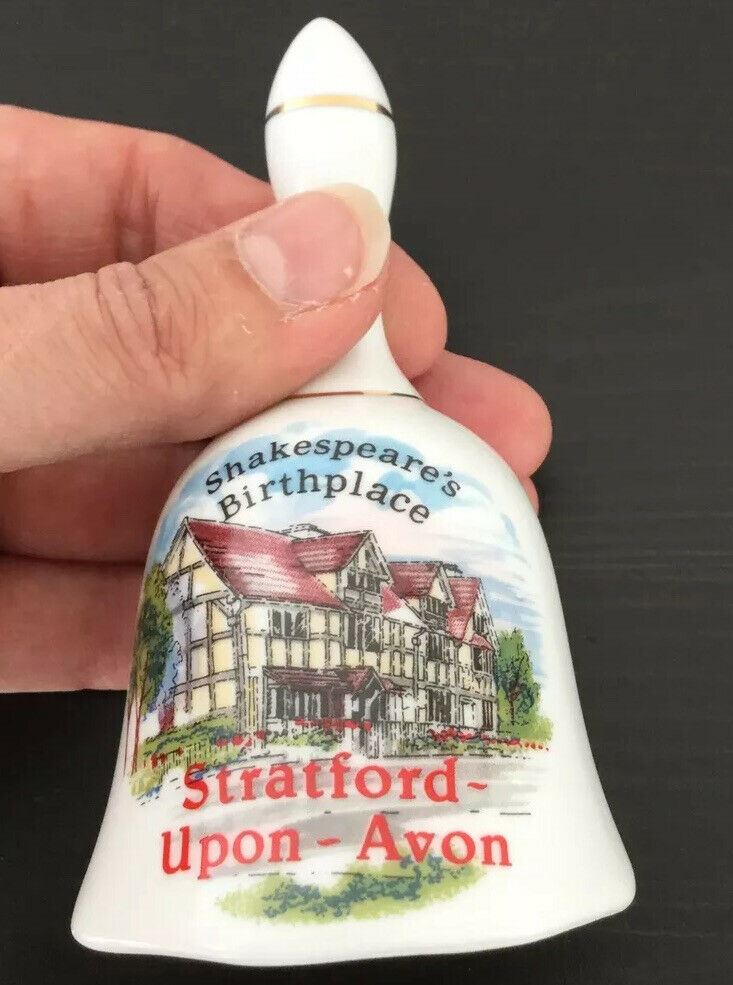 Shakespeare's
Birthplace
Stratford-
upon-Avon